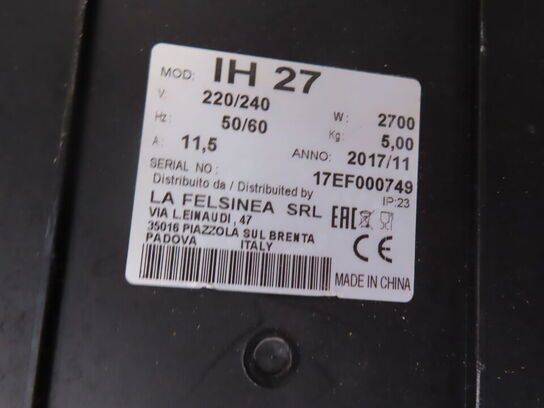 MOD: IH 27
V: 220/240 W: 2700
Hz: 50/60 Kg: 5,00
A: 11,5 ANNO: 2017/11
SERIAL NO: 17EF000749
Distribuito da / Distributed by IP:23
LA FELSINEA SRL
VIA L.EINAUDI, 47
35016 PIAZZOLA SUL BRENTA
PADOVA ITALY
EAC CE
MADE IN CHINA